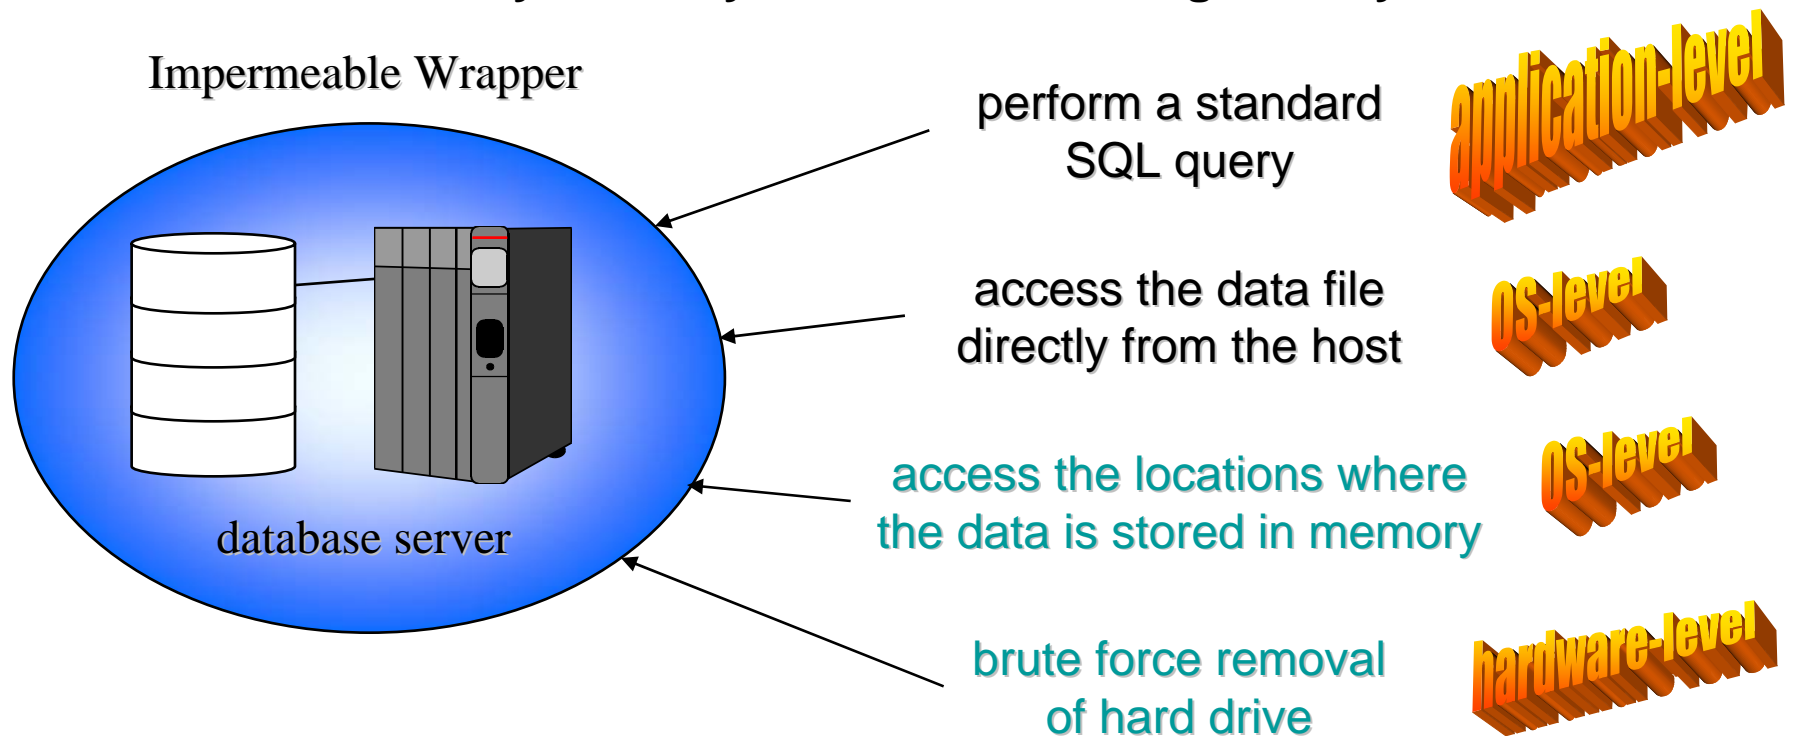 Impermeable Wrapper
database server
perform a standard
SQL query
application-level
access the data file
directly from the host
OS-level
access the locations where
the data is stored in memory
OS-level
brute force removal
of hard drive
hardware-level